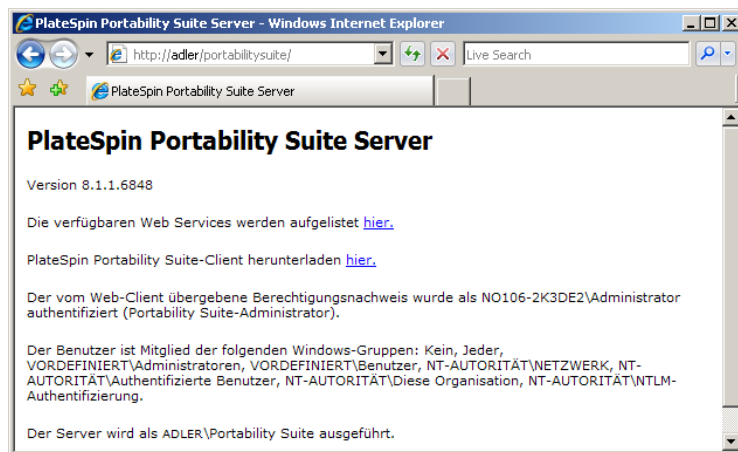 PlateSpin Portability Suite Server - Windows Internet Explorer
http://adler/portabilitysuite/
Live Search
PlateSpin Portability Suite Server
PlateSpin Portability Suite Server
Version 8.1.1.6848
Die verfügbaren Web Services werden aufgelistet hier.
PlateSpin Portability Suite-Client herunterladen hier.
Der vom Web-Client übergebene Berechtigungsnachweis wurde als NO106-2K3DE2\Administrator
authentifiziert (Portability Suite-Administrator).
Der Benutzer ist Mitglied der folgenden Windows-Gruppen: Kein, Jeder,
VORDEFINIERT\Administratoren, VORDEFINIERT\Benutzer, NT-AUTORITÄT\NETZWERK, NT-
AUTORITÄT\Authentifizierte Benutzer, NT-AUTORITÄT\Diese Organisation, NT-AUTORITÄT\NTLM-
Authentifizierung.
Der Server wird als ADLER\Portability Suite ausgeführt.